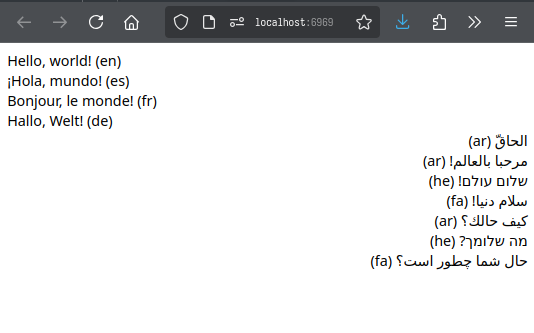 localhost:6969
Hello, world! (en)
¡Hola, mundo! (es)
Bonjour, le monde! (fr)
Hallo, Welt! (de)
الحاقّ (ar)
مرحبا بالعالم! (ar)
שלום עולם! (he)
سلام دنیا! (fa)
كيف حالك؟ (ar)
מה שלומך? (he)
حال شما چطور است؟ (fa)